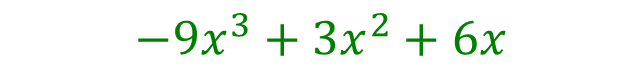 −9x³ + 3x² + 6x